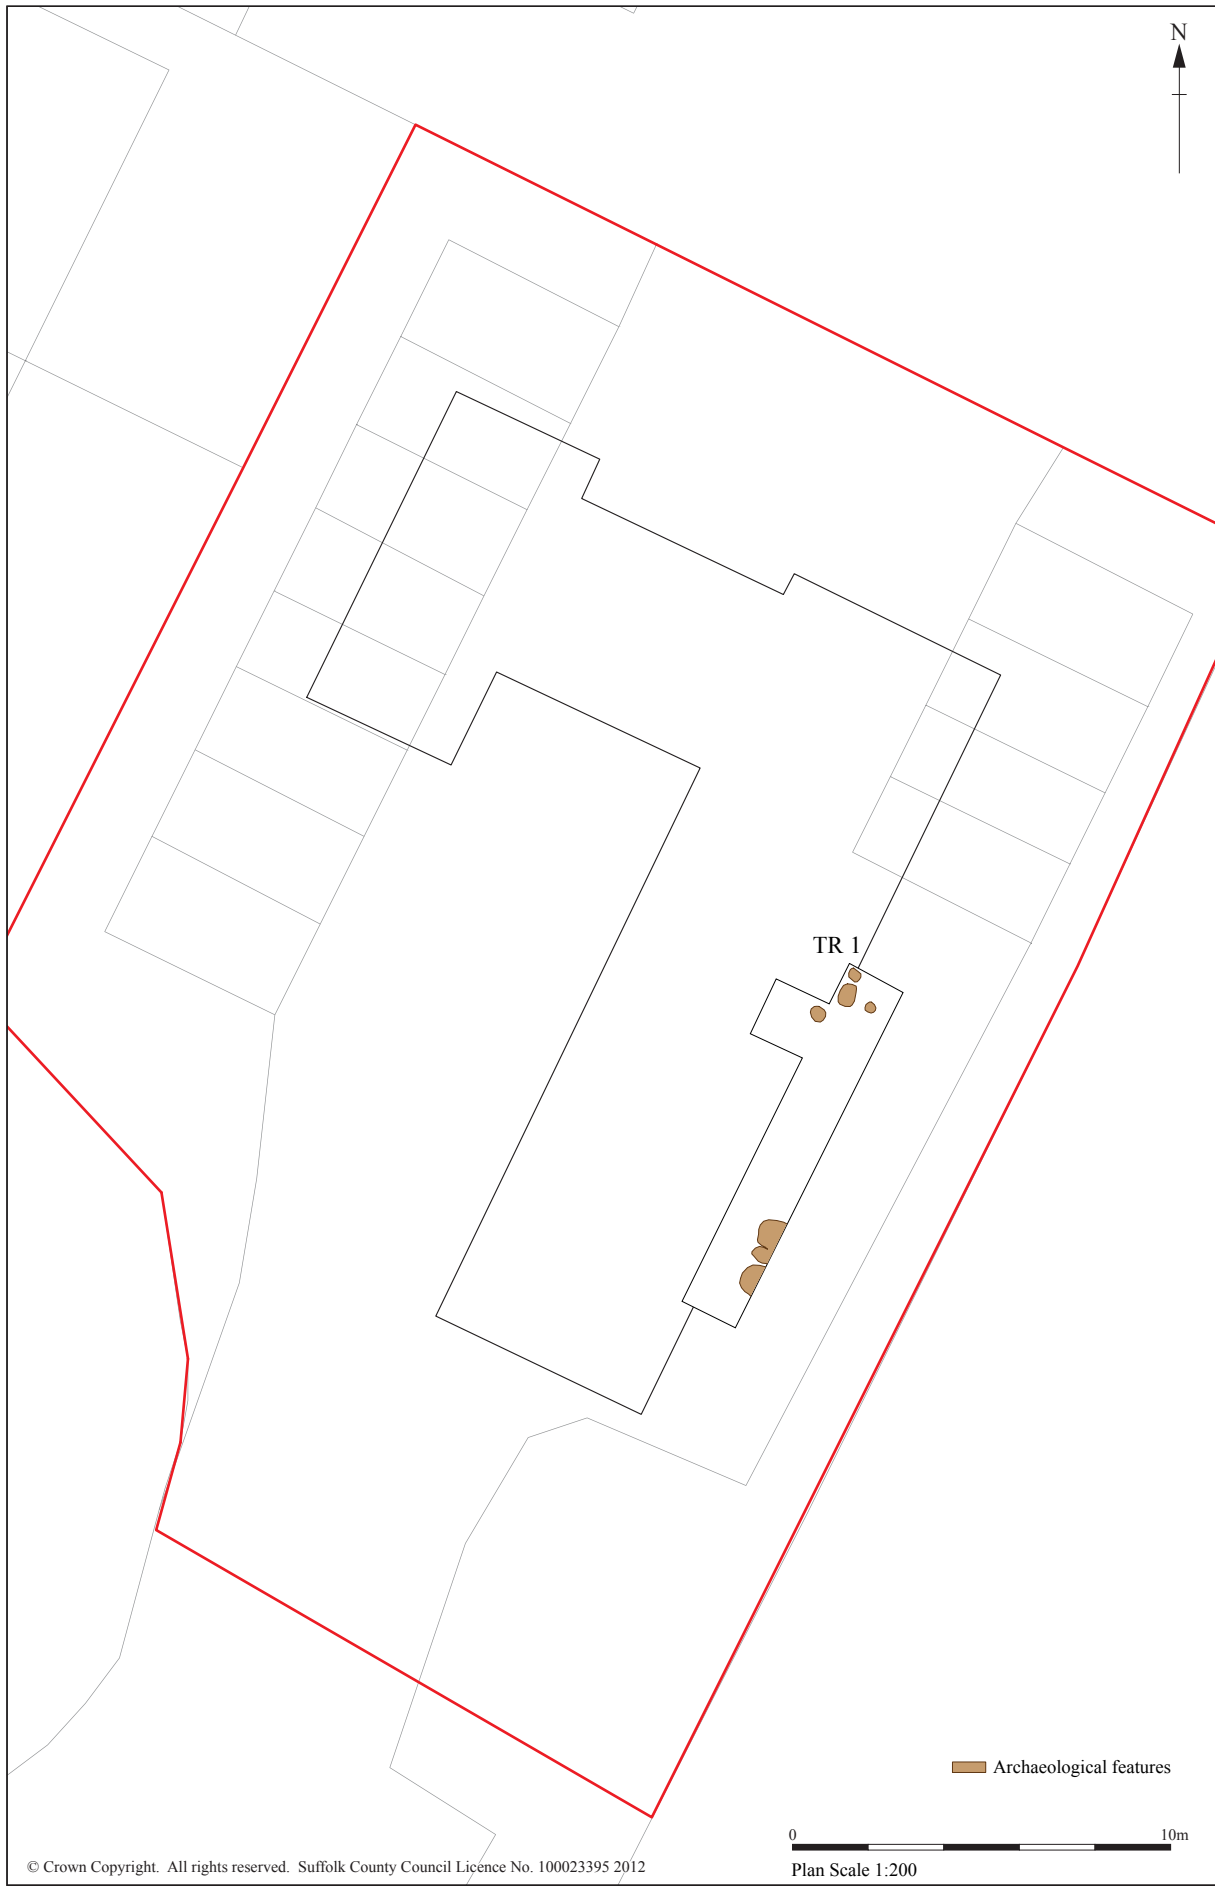 N
TR 1
Archaeological features
0 10m
Plan Scale 1:200
© Crown Copyright. All rights reserved. Suffolk County Council Licence No. 100023395 2012